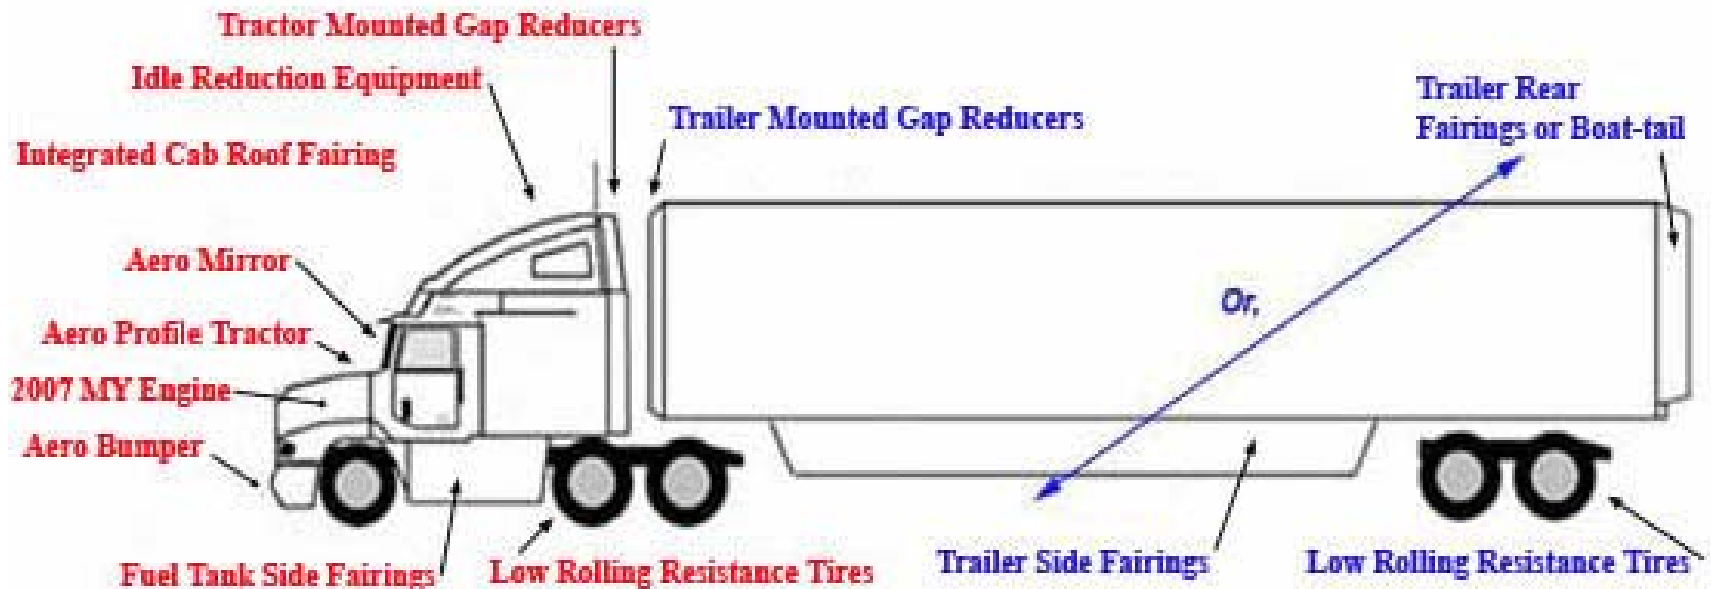 Tractor Mounted Gap Reducers
Idle Reduction Equipment
Trailer Mounted Gap Reducers
Trailer Rear
Fairings or Boat-tail
Integrated Cab Roof Fairing
Aero Mirror
Or,
Aero Profile Tractor
2007 MY Engine
Aero Bumper
Fuel Tank Side Fairings
Low Rolling Resistance Tires
Trailer Side Fairings
Low Rolling Resistance Tires